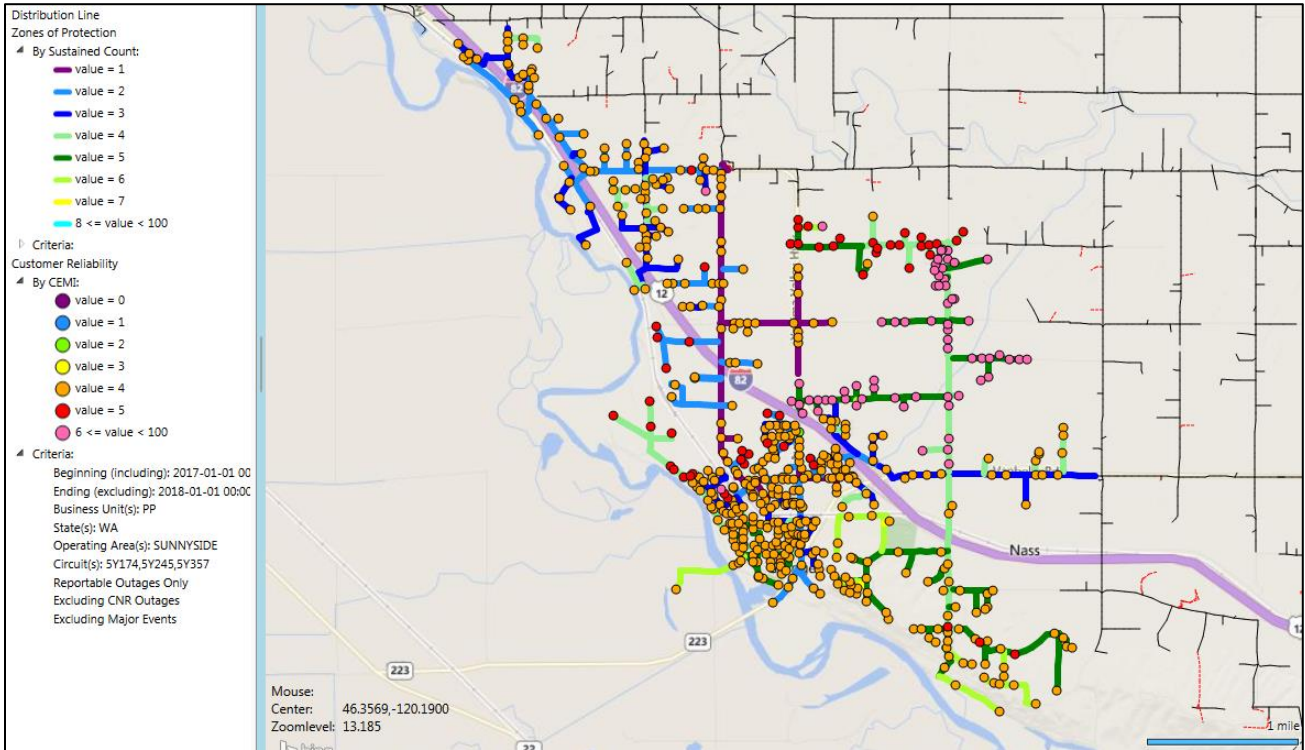 Distribution Line
Zones of Protection
By Sustained Count:
value = 1
value = 2
value = 3
value = 4
value = 5
value = 6
value = 7
8 <= value < 100
Criteria:
Customer Reliability
By CEMI:
value = 0
value = 1
value = 2
value = 3
value = 4
value = 5
6 <= value < 100
Criteria:
Beginning (including): 2017-01-01 00
Ending (excluding): 2018-01-01 00:00
Business Unit(s): PP
State(s): WA
Operating Area(s): SUNNYSIDE
Circuit(s): 5Y174,5Y245,5Y357
Reportable Outages Only
Excluding CNR Outages
Excluding Major Events
12
82
Nass
12
223
223
22
Mouse:
Center: 46.3569,-120.1900
Zoomlevel: 13.185
1 mile